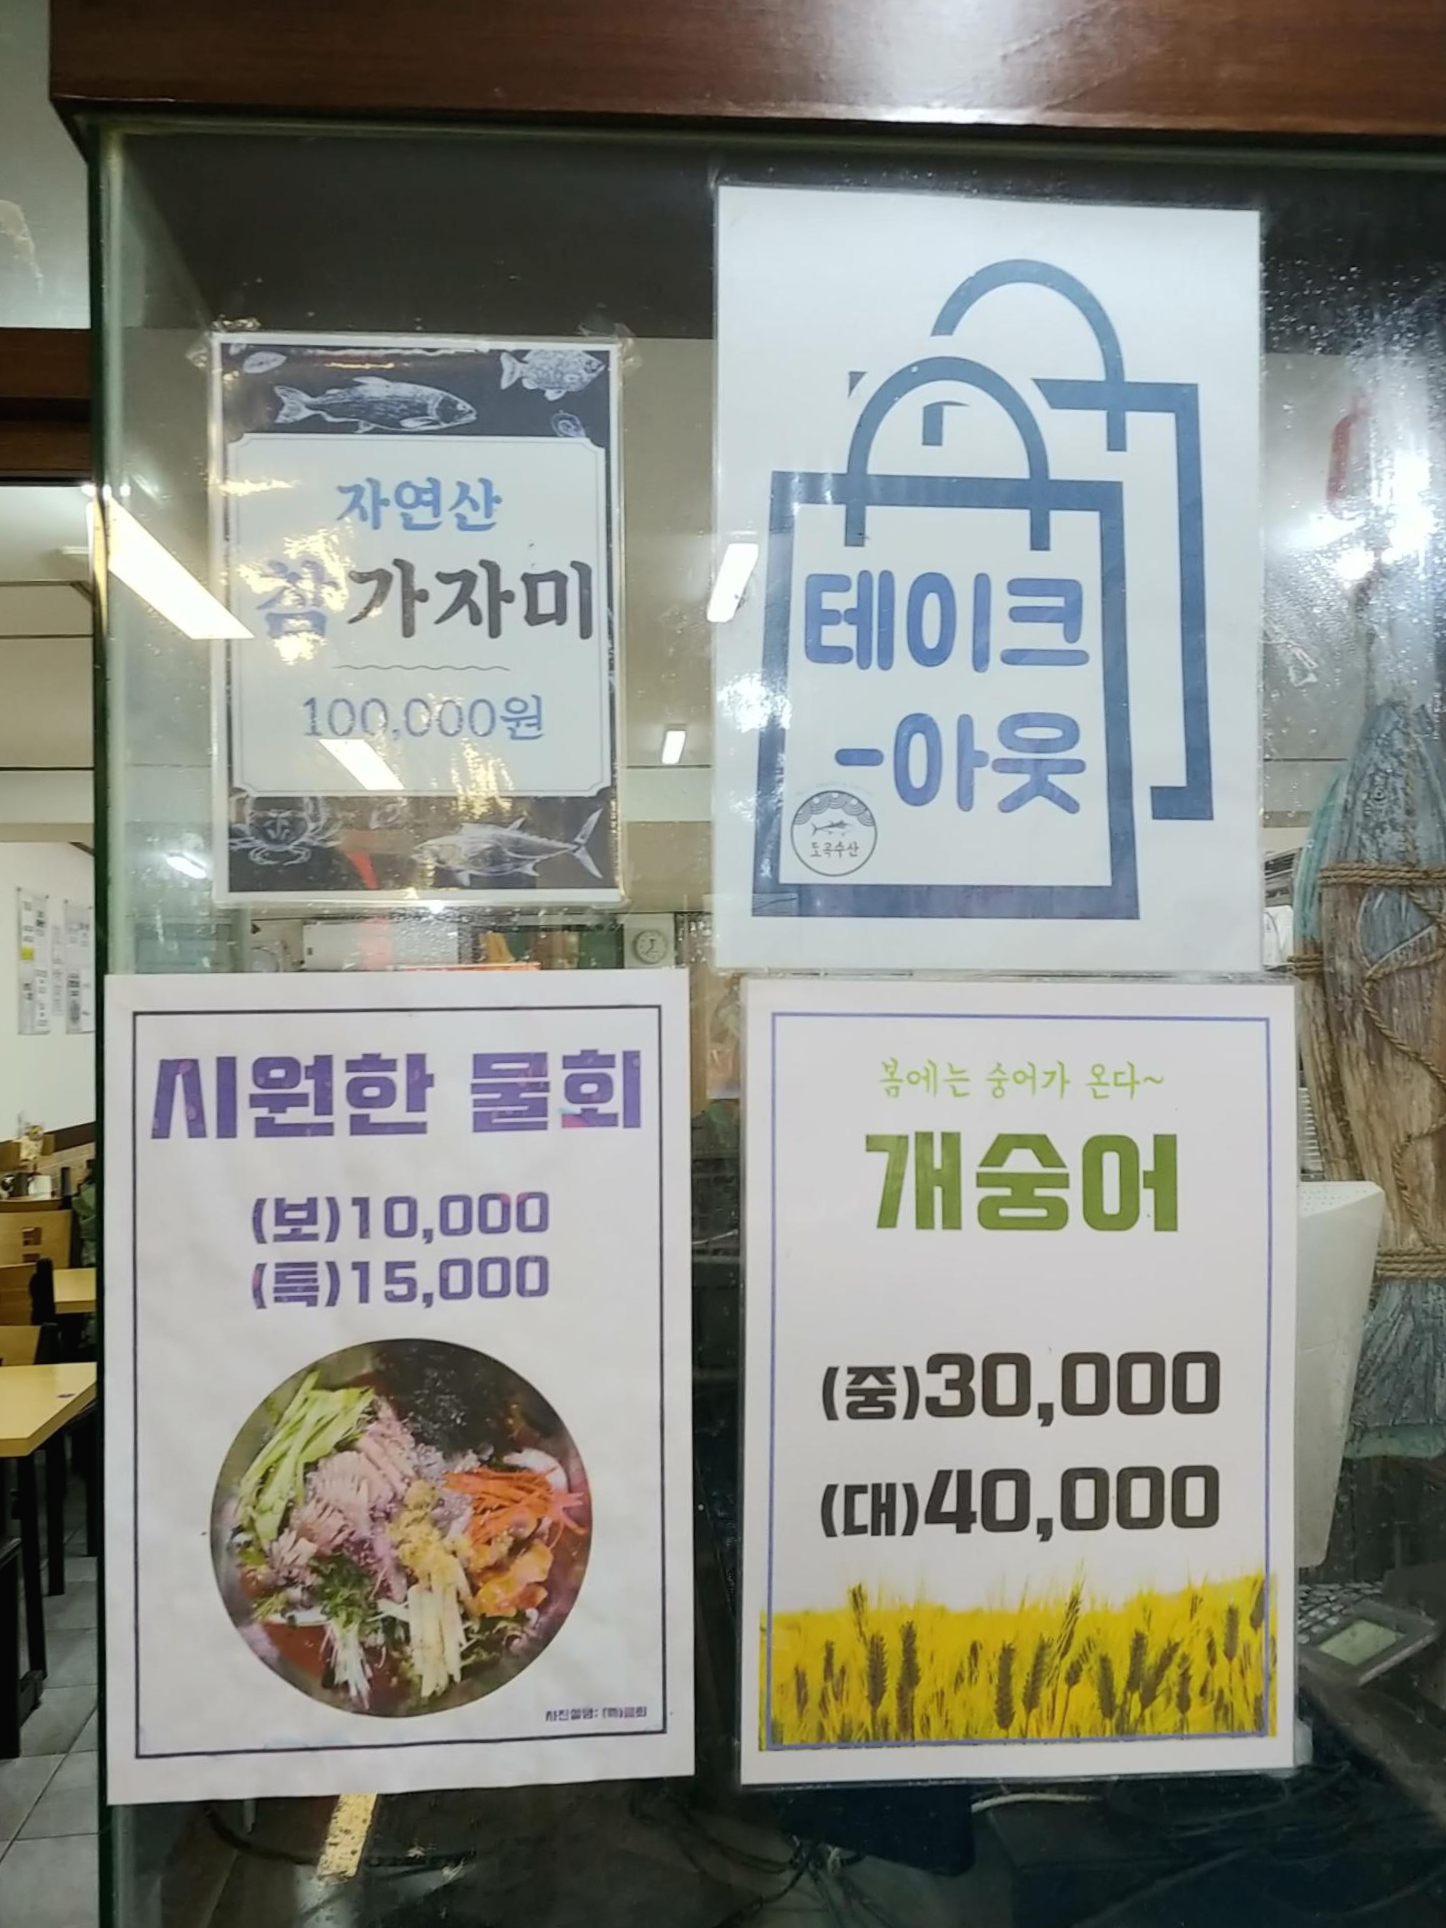 자연산
참가자미
100,000원
테이크
-아웃
도곡수산
시원한 물회
(보)10,000
(특)15,000
봄에는 숭어가 온다~
개숭어
(중)30,000
(대)40,000